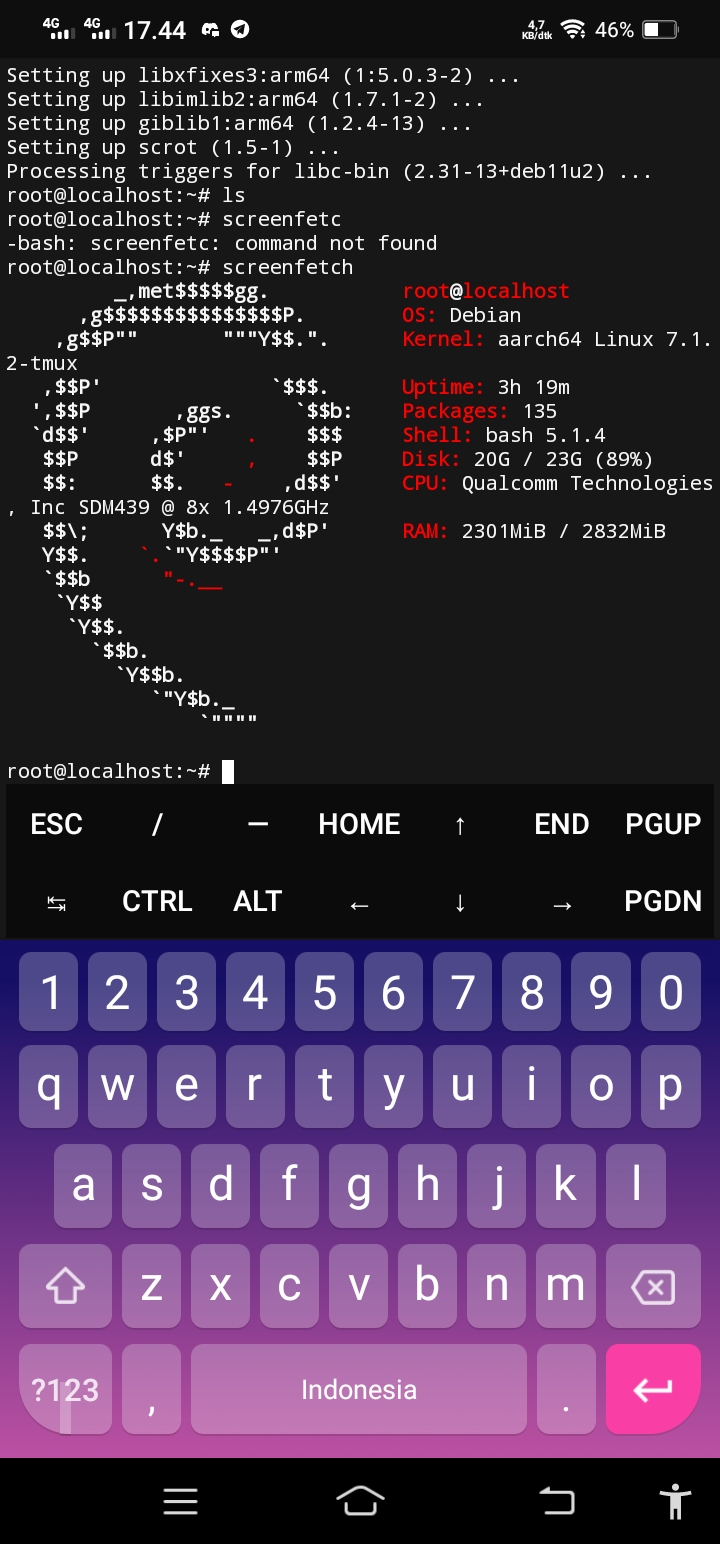 4G 4G 17.44 4,7 KB/dtk 46%
Setting up libxfixes3:arm64 (1:5.0.3-2) ...
Setting up libimlib2:arm64 (1.7.1-2) ...
Setting up giblib1:arm64 (1.2.4-13) ...
Setting up scrot (1.5-1) ...
Processing triggers for libc-bin (2.31-13+deb11u2) ...
root@localhost:~# ls
root@localhost:~# screenfetc
-bash: screenfetc: command not found
root@localhost:~# screenfetch
         _,met$$$$$gg.           root@localhost
      ,g$$$$$$$$$$$$$$$P.        OS: Debian
    ,g$$P""       """Y$$.".      Kernel: aarch64 Linux 7.1.
2-tmux
   ,$$P'              `$$$.      Uptime: 3h 19m
  ',$$P       ,ggs.     `$$b:    Packages: 135
  `d$$'     ,$P"'   .    $$$     Shell: bash 5.1.4
   $$P      d$'     ,    $$P     Disk: 20G / 23G (89%)
   $$:      $$.   -    ,d$$'     CPU: Qualcomm Technologies
, Inc SDM439 @ 8x 1.4976GHz
   $$\;      Y$b._   _,d$P'      RAM: 2301MiB / 2832MiB
   Y$$.    `.`"Y$$$$P"'
   `$$b      "-.__
    `Y$$
     `Y$$.
       `$$b.
         `Y$$b.
            `"Y$b._
                `""""
root@localhost:~#
ESC / — HOME ↑ END PGUP
↹ CTRL ALT ← ↓ → PGDN
1 2 3 4 5 6 7 8 9 0
q w e r t y u i o p
a s d f g h j k l
z x c v b n m
?123 , Indonesia .